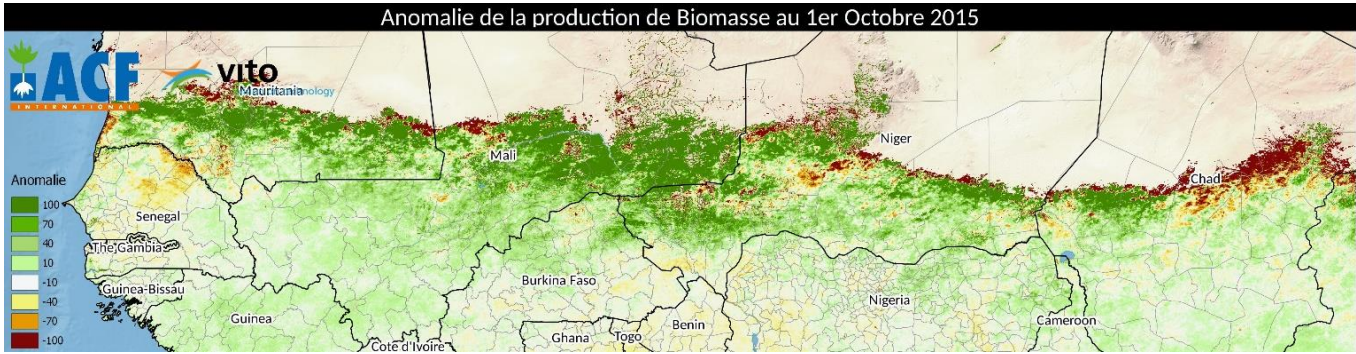 Anomalie de la production de Biomasse au 1er Octobre 2015
ACF
INTERNATIONAL
vito
Mauritania
Niger
Mali
Chad
Anomalie
100
70
40
10
-10
-40
-70
-100
Senegal
The Gambia
Guinea-Bissau
Guinea
Burkina Faso
Nigeria
Cameroon
Benin
Ghana
Togo
Cote d'Ivoire